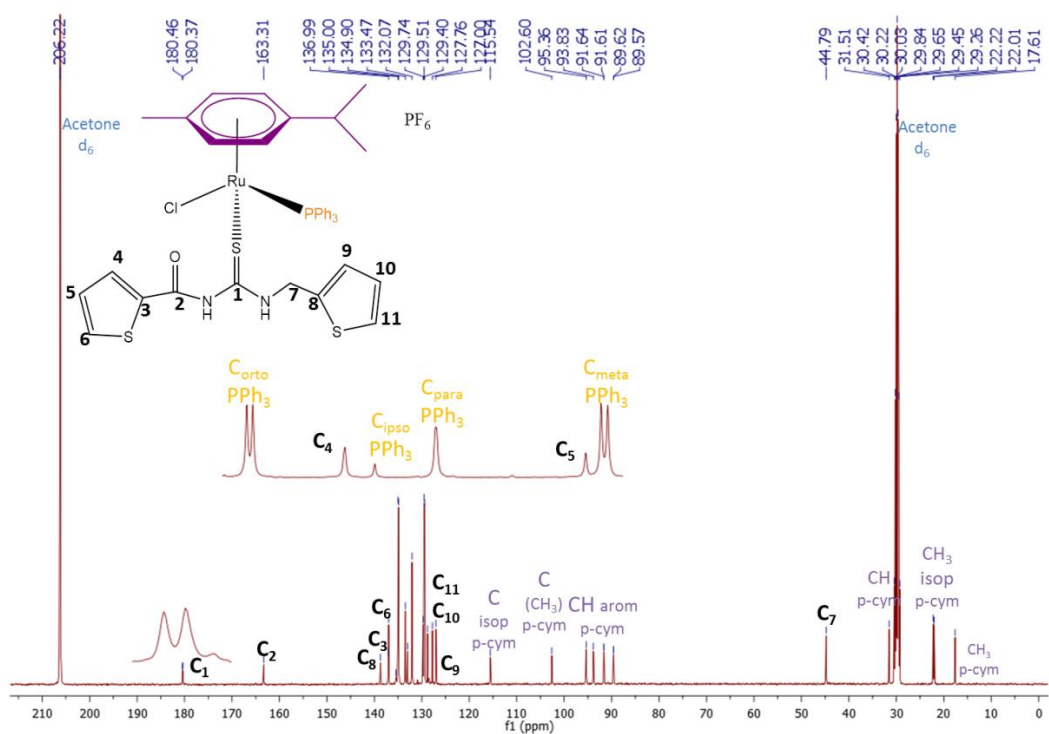 206.22
180.46
180.37
163.31
136.99
135.00
134.90
133.47
132.07
129.74
129.51
129.40
127.76
127.00
115.54
102.60
95.36
93.83
91.64
91.61
89.62
89.57
44.79
31.51
30.42
30.22
30.03
29.84
29.65
29.45
29.26
22.22
22.01
17.61
Acetone
d6
PF6
Acetone
d6
Ru
Cl
PPh3
S
4
O
9
10
5
3
2
N
H
1
N
H
7
8
11
6
S
S
Corto
PPh3
C4
Cipso
PPh3
Cpara
PPh3
C5
Cmeta
PPh3
C1
C2
C6
C3
C8
C11
C10
C9
C
isop
p-cym
C
(CH3)
p-cym
CH arom
p-cym
C7
CH
p-cym
CH3
isop
p-cym
CH3
p-cym
210 200 190 180 170 160 150 140 130 120 110 100 90 80 70 60 50 40 30 20 10 0
f1 (ppm)